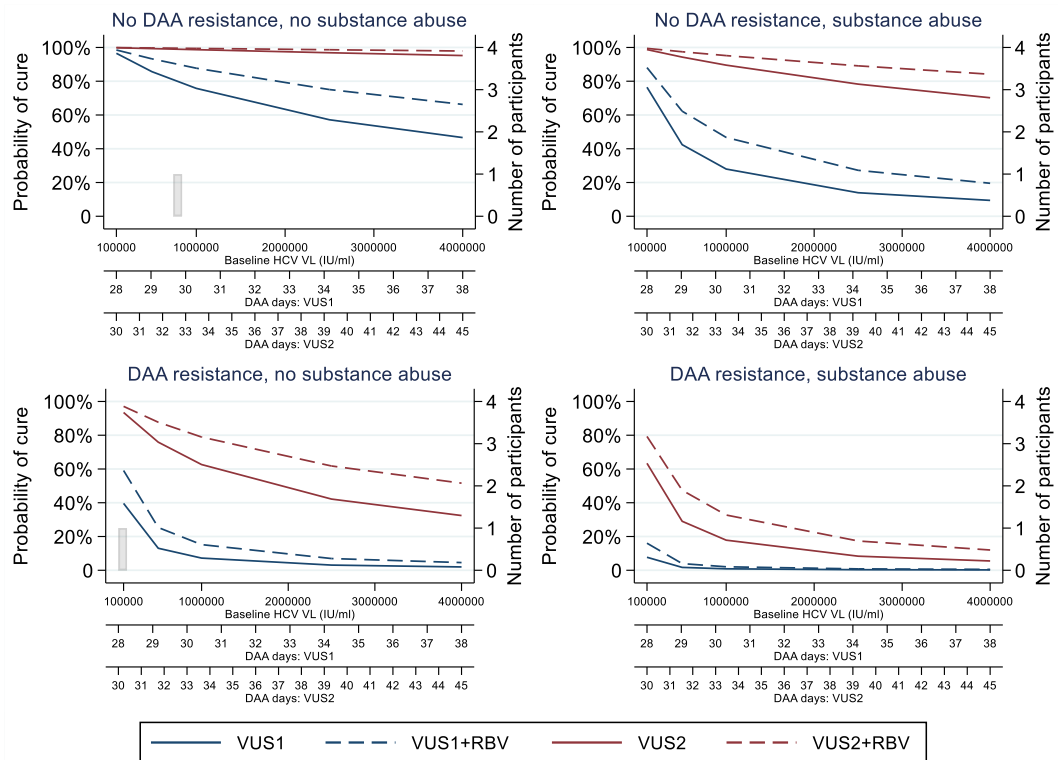 No DAA resistance, no substance abuse
100%
80%
60%
40%
20%
0
Probability of cure
4
3
2
1
0
Number of participants
100000 1000000 2000000 3000000 4000000
Baseline HCV VL (IU/ml)
28 29 30 31 32 33 34 35 36 37 38
DAA days: VUS1
30 31 32 33 34 35 36 37 38 39 40 41 42 43 44 45
DAA days: VUS2
No DAA resistance, substance abuse
100%
80%
60%
40%
20%
0
Probability of cure
4
3
2
1
0
Number of participants
100000 1000000 2000000 3000000 4000000
Baseline HCV VL (IU/ml)
28 29 30 31 32 33 34 35 36 37 38
DAA days: VUS1
30 31 32 33 34 35 36 37 38 39 40 41 42 43 44 45
DAA days: VUS2
DAA resistance, no substance abuse
100%
80%
60%
40%
20%
0
Probability of cure
4
3
2
1
0
Number of participants
100000 1000000 2000000 3000000 4000000
Baseline HCV VL (IU/ml)
28 29 30 31 32 33 34 35 36 37 38
DAA days: VUS1
30 31 32 33 34 35 36 37 38 39 40 41 42 43 44 45
DAA days: VUS2
DAA resistance, substance abuse
100%
80%
60%
40%
20%
0
Probability of cure
4
3
2
1
0
Number of participants
100000 1000000 2000000 3000000 4000000
Baseline HCV VL (IU/ml)
28 29 30 31 32 33 34 35 36 37 38
DAA days: VUS1
30 31 32 33 34 35 36 37 38 39 40 41 42 43 44 45
DAA days: VUS2
VUS1 VUS1+RBV VUS2 VUS2+RBV